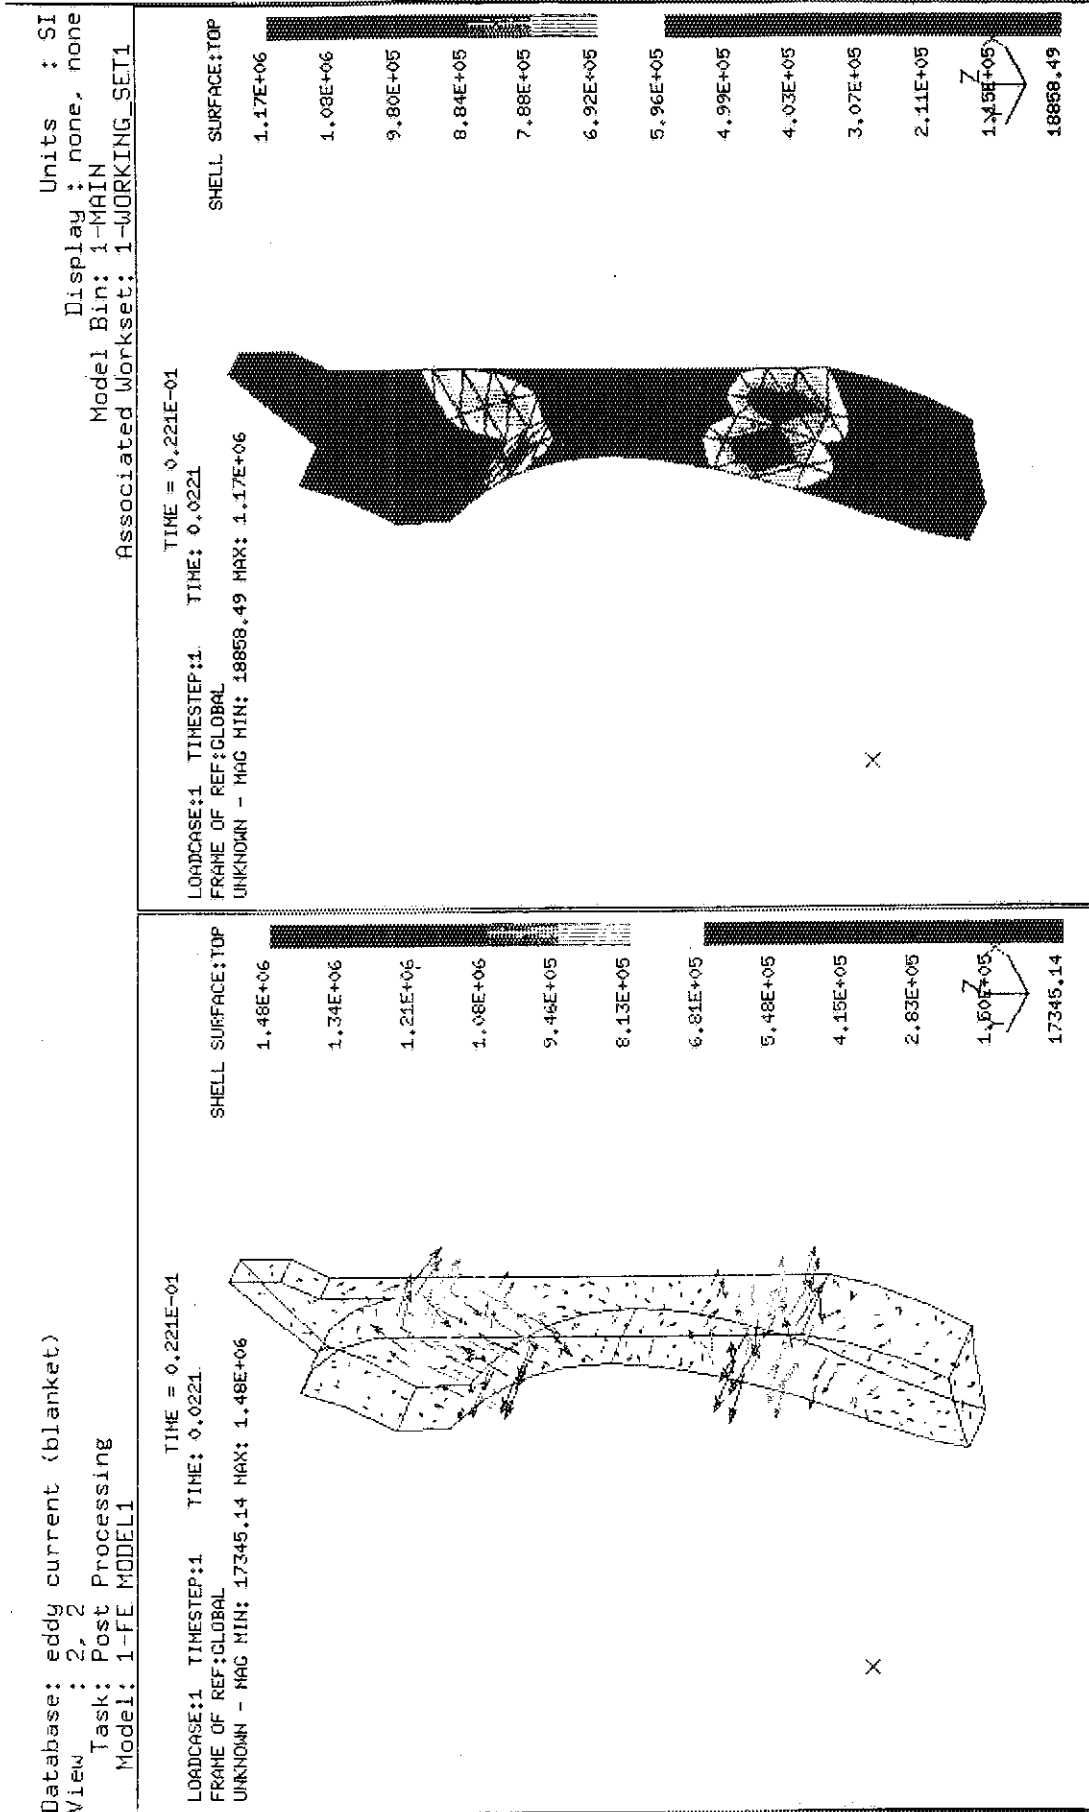 Database: eddy current (blanket)
View : 2, 2
Task: Post Processing
Model: 1-FE MODEL1
Units : SI
Display : none, none
Model Bin: 1-MAIN
Associated Workset: 1-WORKING_SET1
TIME = 0.221E-01
LOADCASE:1 TIMESTEP:1 TIME: 0.0221
FRAME OF REF:GLOBAL
UNKNOWN - MAG MIN: 17345.14 MAX: 1.48E+06
SHELL SURFACE:TOP
1.48E+06
1.34E+06
1.21E+06
1.08E+06
9.46E+05
8.13E+05
6.81E+05
5.48E+05
4.15E+05
2.83E+05
1.50E+05
Z
17345.14
X
TIME = 0.221E-01
LOADCASE:1 TIMESTEP:1 TIME: 0.0221
FRAME OF REF:GLOBAL
UNKNOWN - MAG MIN: 18858.49 MAX: 1.17E+06
SHELL SURFACE:TOP
1.17E+06
1.08E+06
9.80E+05
8.84E+05
7.88E+05
6.92E+05
5.96E+05
4.99E+05
4.03E+05
3.07E+05
2.11E+05
1.15E+05
Z
18858.49
X